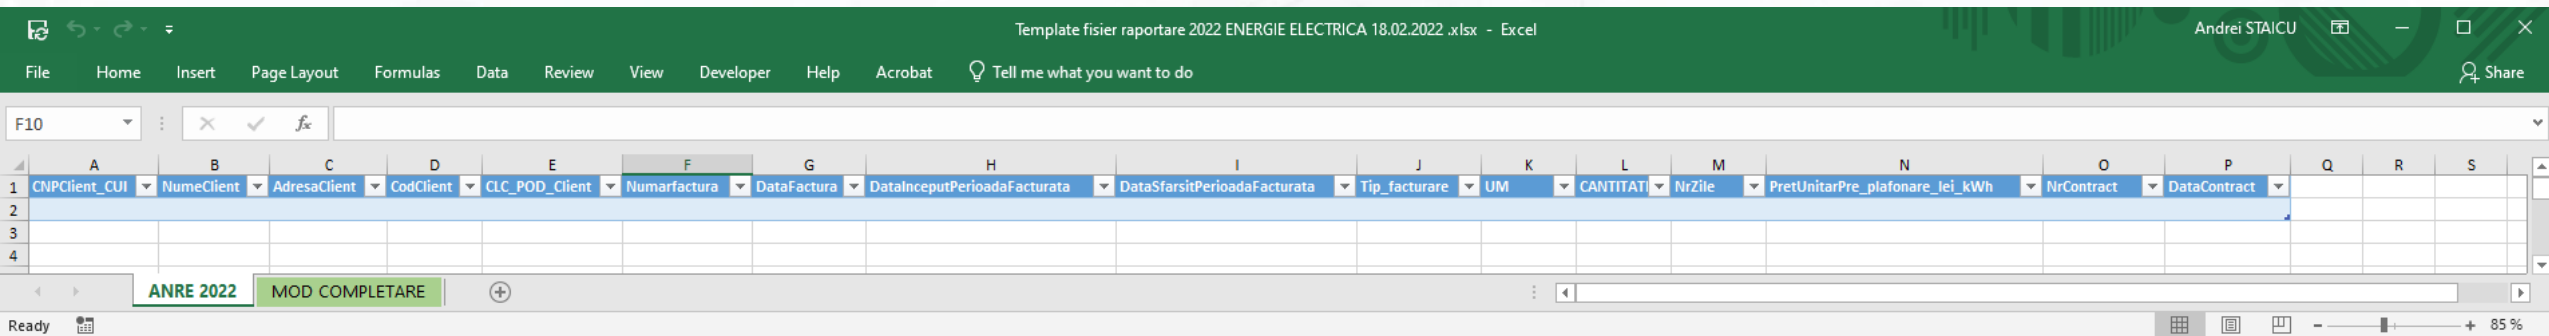 Template fisier raportare 2022 ENERGIE ELECTRICA 18.02.2022 .xlsx - Excel Andrei STAICU
File Home Insert Page Layout Formulas Data Review View Developer Help Acrobat Tell me what you want to do Share
F10 fx
A B C D E F G H I J K L M N O P Q R S
1 CNPClient_CUI NumeClient AdresaClient CodClient CLC_POD_Client Numarfactura DataFactura DataInceputPerioadaFacturata DataSfarsitPerioadaFacturata Tip_facturare UM CANTITATI NrZile PretUnitarPre_plafonare_lei_kWh NrContract DataContract
2
3
4
ANRE 2022 MOD COMPLETARE
Ready 85 %